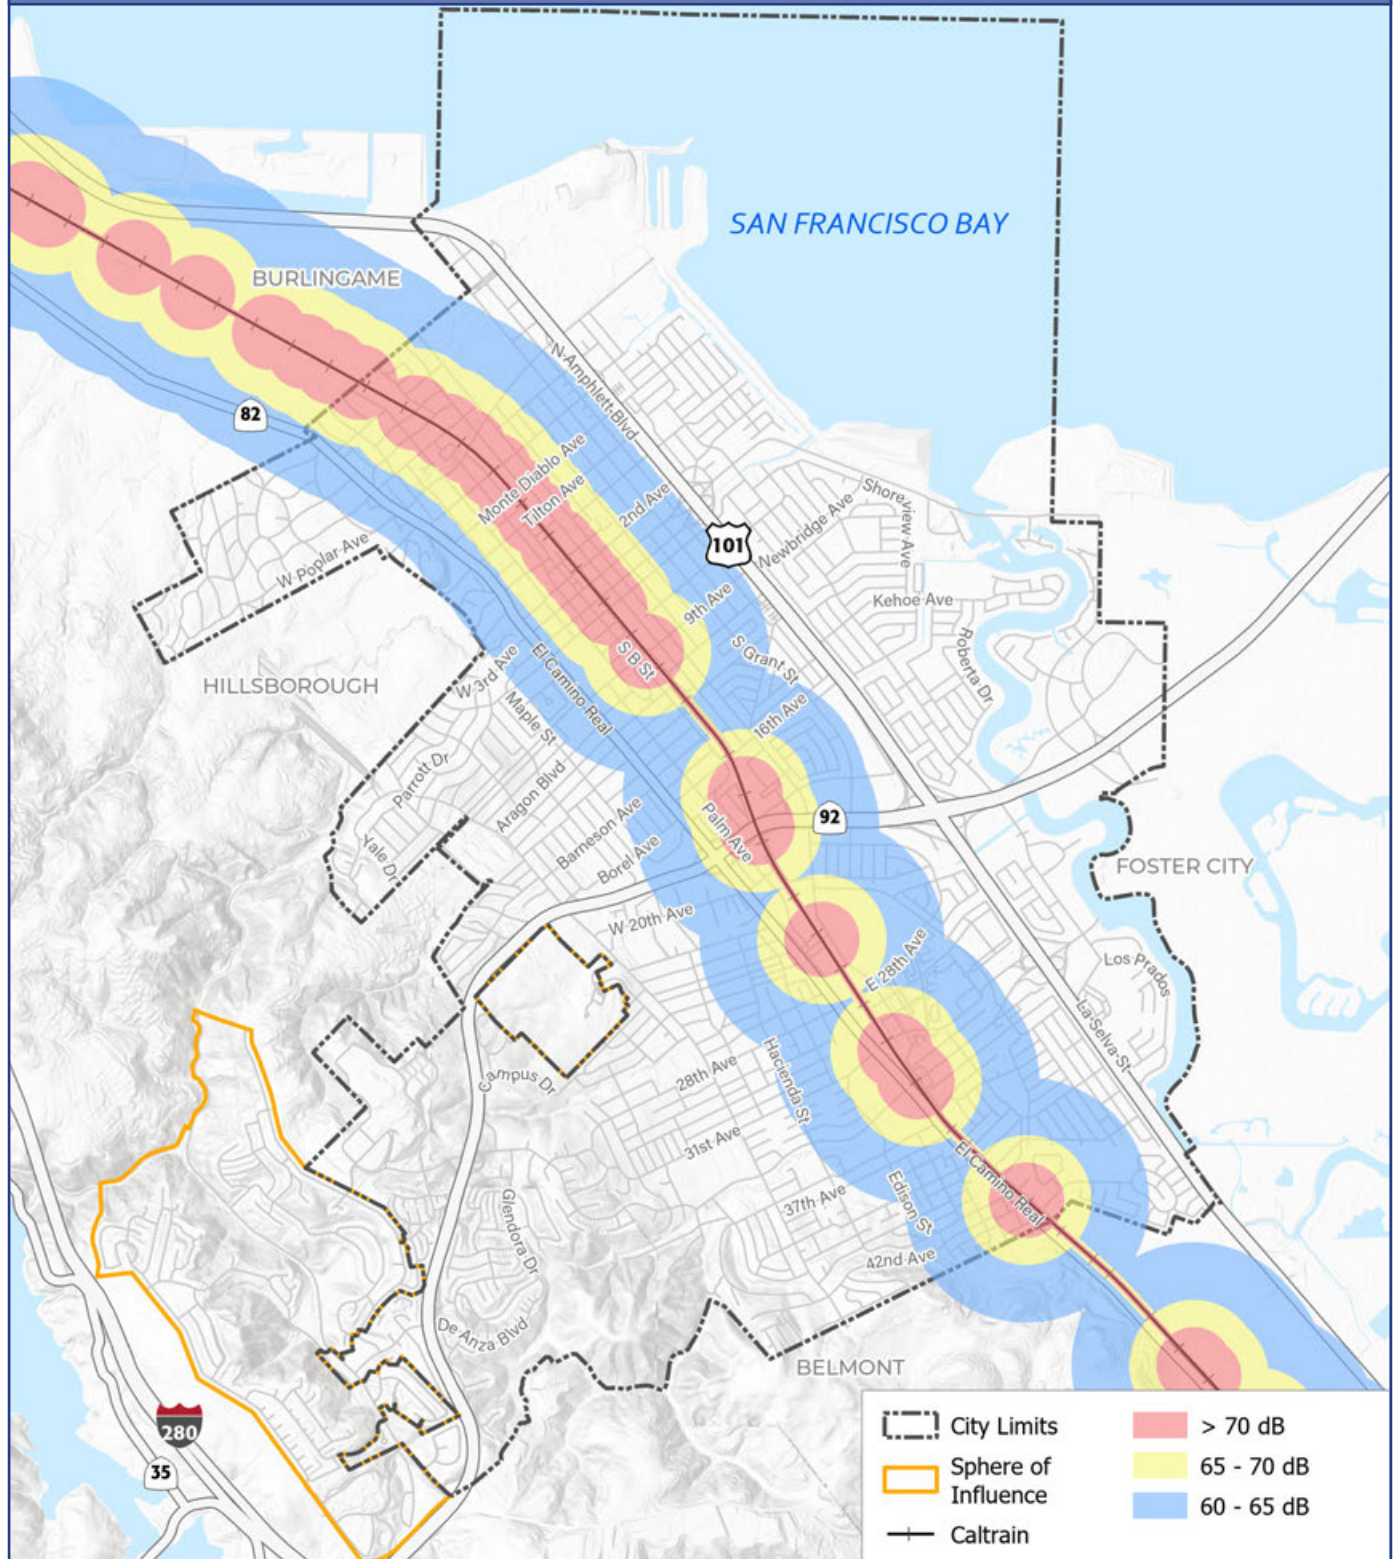 SAN FRANCISCO BAY
BURLINGAME
N Amphlett Blvd
82
Monte Diablo Ave
Tilton Ave
2nd Ave
Shoreview Ave
101
Newbridge Ave
W Poplar Ave
9th Ave
Kehoe Ave
S B St
S Grant St
Roberta Dr
El Camino Real
W 3rd Ave
HILLSBOROUGH
Maple St
16th Ave
Parrott Dr
Aragon Blvd
92
Palm Ave
Barneson Ave
Yale Dr
Borel Ave
FOSTER CITY
W 20th Ave
E 28th Ave
Los Prados
La Selva St
Campus Dr
28th Ave
Hacienda St
31st Ave
El Camino Real
37th Ave
Edison St
Glendora Dr
42nd Ave
De Anza Blvd
BELMONT
280
35
City Limits
Sphere of
Influence
Caltrain
> 70 dB
65 - 70 dB
60 - 65 dB